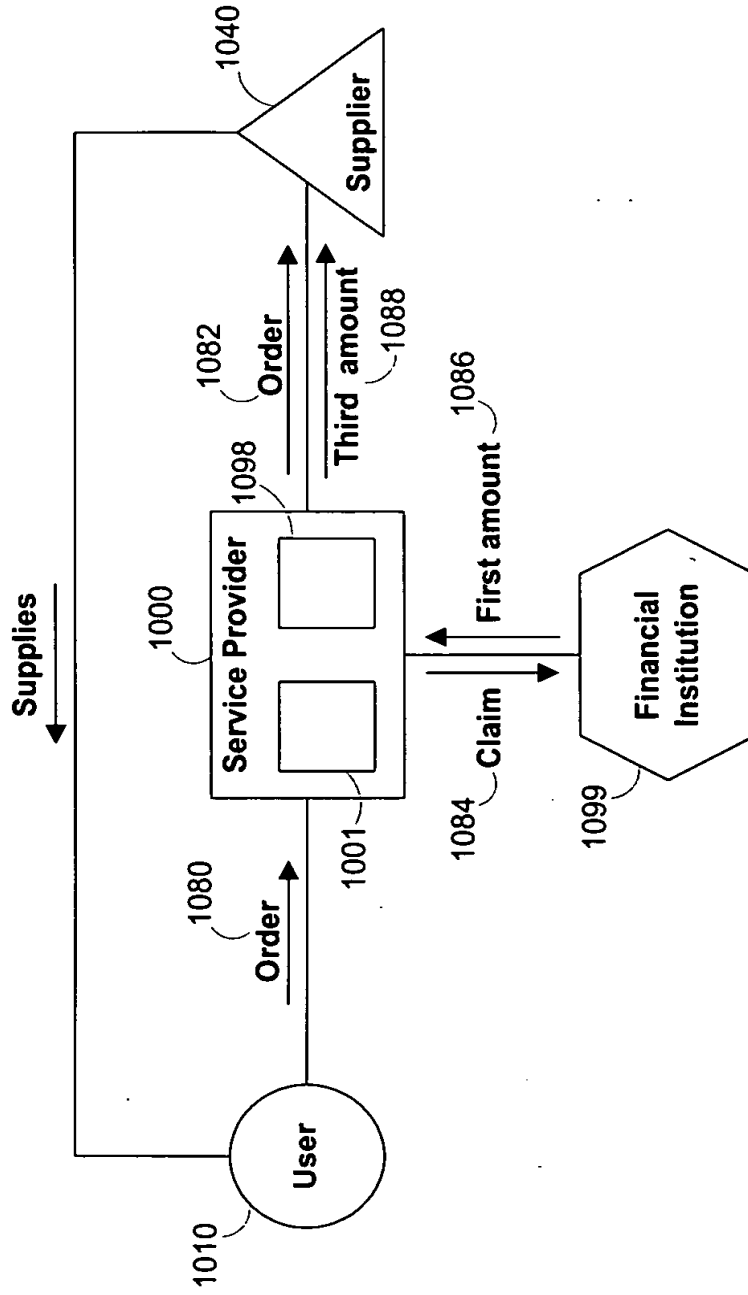 Supplies
1000
1040
Service Provider
1098
1001
Supplier
1082
Order
Third amount
1088
1080
Order
User
1010
1084
Claim
First amount
1086
Financial
Institution
1099